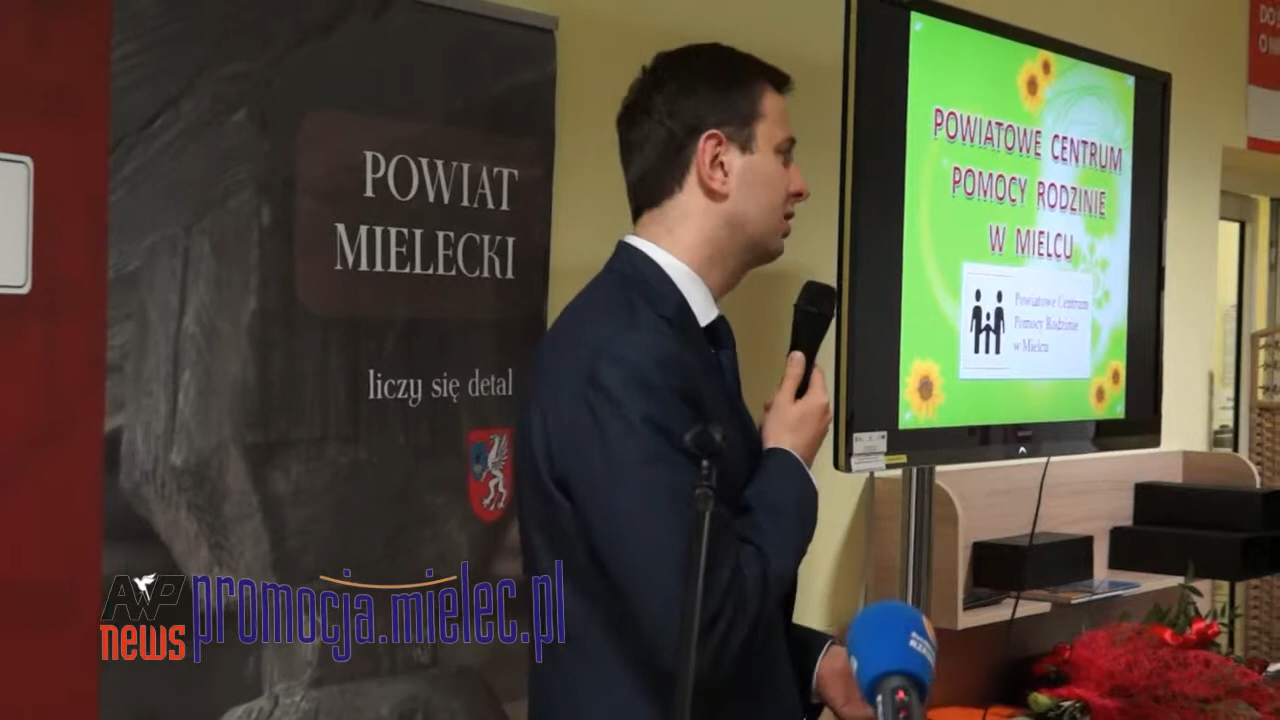 POWIAT
MIELECKI
liczy się detal
POWIATOWE CENTRUM
POMOCY RODZINIE
W MIELCU
Powiatowe Centrum
Pomocy Rodzinie
w Mielcu
AWP
news
promocja.mielec.pl
DO